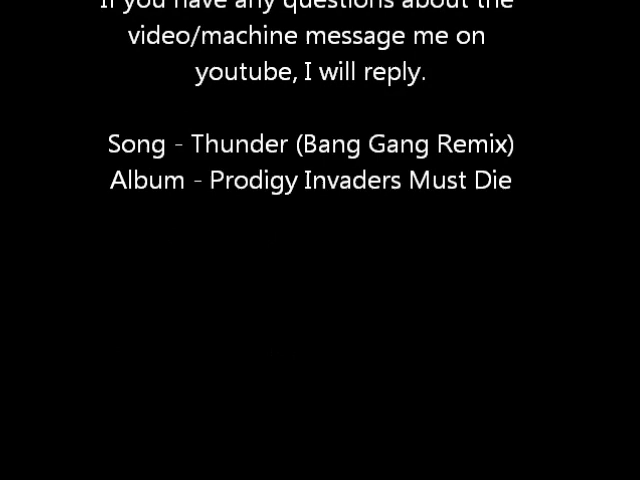 If you have any questions about the
video/machine message me on
youtube, I will reply.
Song - Thunder (Bang Gang Remix)
Album - Prodigy Invaders Must Die